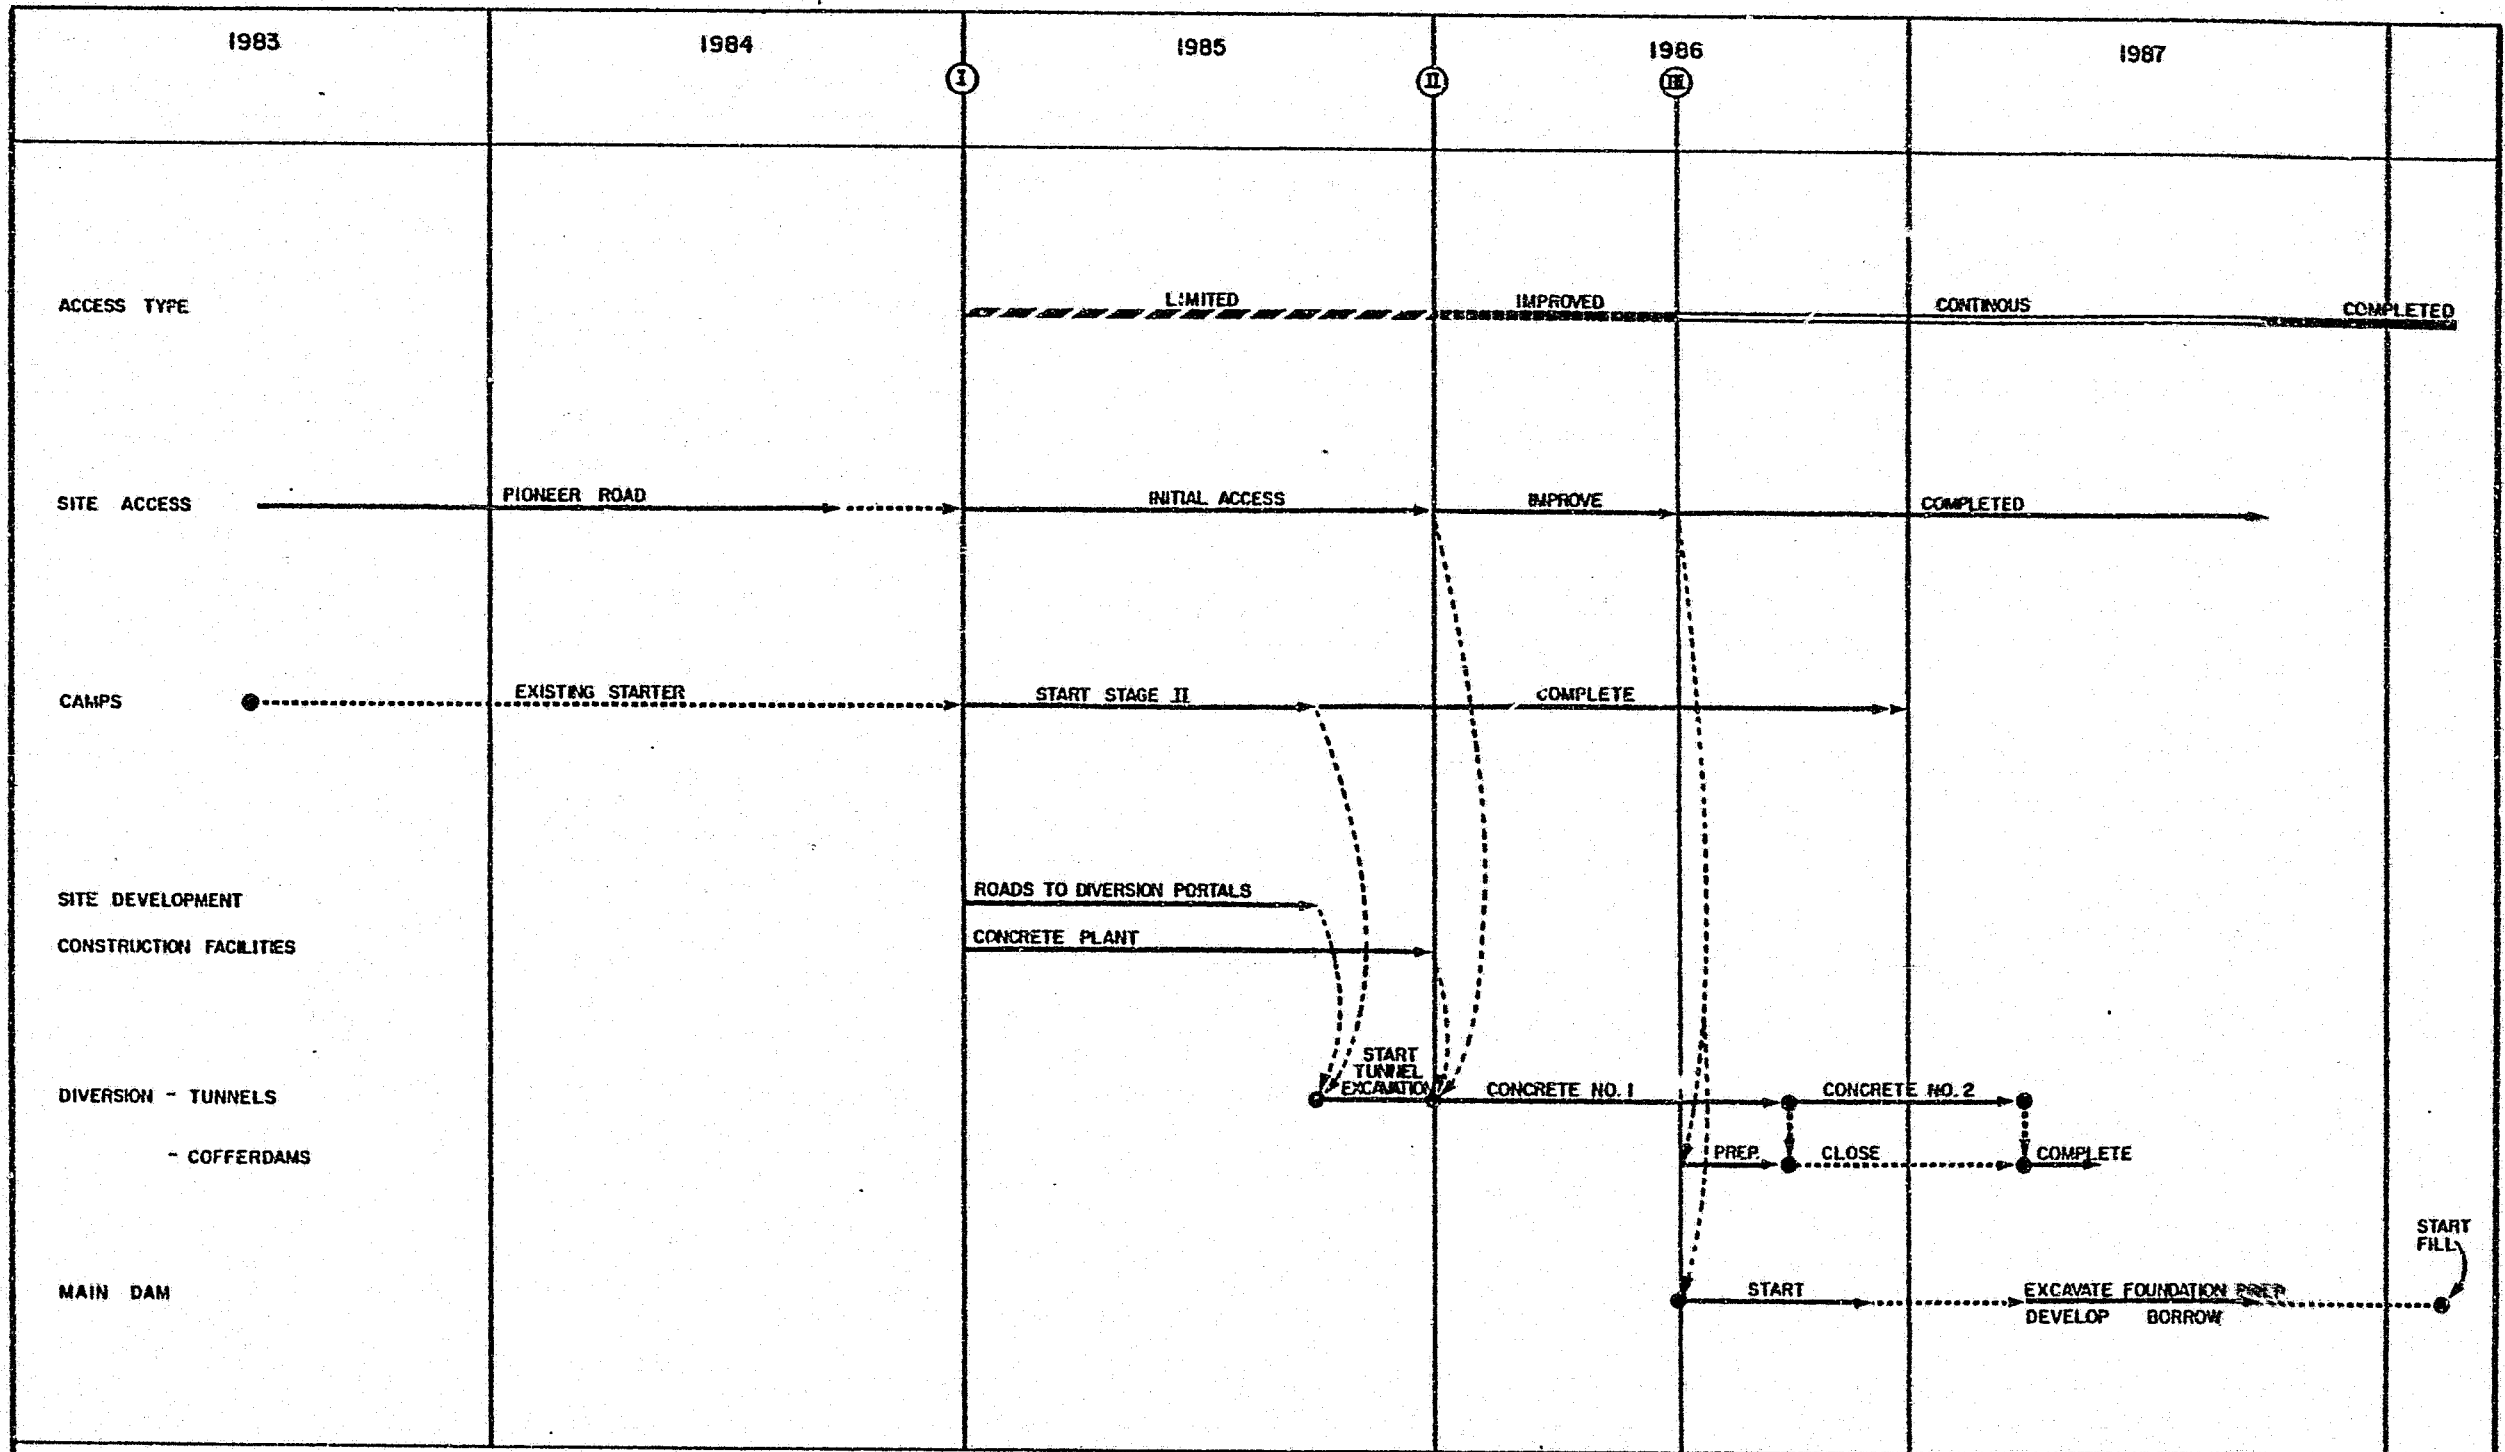 1983 1984 1985 1986 1987
I II III
ACCESS TYPE LIMITED IMPROVED CONTINOUS COMPLETED
SITE ACCESS PIONEER ROAD INITIAL ACCESS IMPROVE COMPLETED
CAMPS EXISTING STARTER START STAGE II COMPLETE
SITE DEVELOPMENT ROADS TO DIVERSION PORTALS
CONSTRUCTION FACILITIES CONCRETE PLANT
START
TUNNEL
EXCAVATION
DIVERSION - TUNNELS CONCRETE NO. 1 CONCRETE NO. 2
- COFFERDAMS PREP. CLOSE COMPLETE
START
FILL
MAIN DAM START EXCAVATE FOUNDATION PREP
DEVELOP BORROW